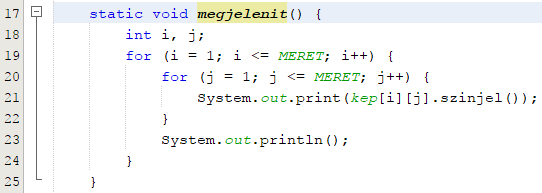 17 static void megjelenit() {
18 int i, j;
19 for (i = 1; i <= MERET; i++) {
20 for (j = 1; j <= MERET; j++) {
21 System.out.print(kep[i][j].szinjel());
22 }
23 System.out.println();
24 }
25 }